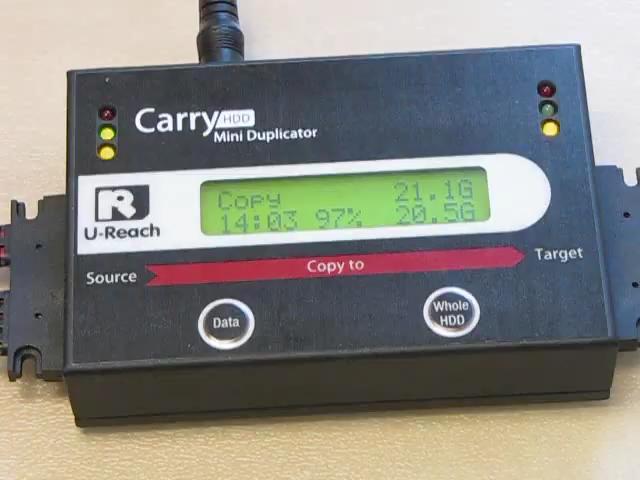 Carry HDD
Mini Duplicator
Copy 21.1G
14:03 97% 20.5G
U-Reach
Source
Copy to
Target
Data
Whole
HDD